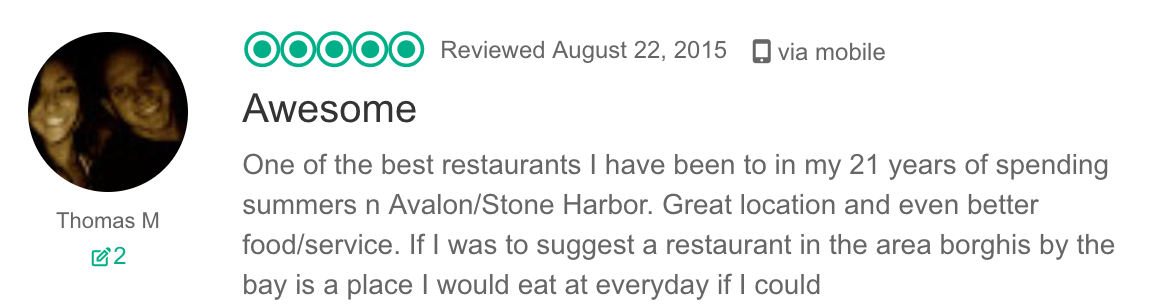 Reviewed August 22, 2015 via mobile
Awesome
One of the best restaurants I have been to in my 21 years of spending
summers n Avalon/Stone Harbor. Great location and even better
food/service. If I was to suggest a restaurant in the area borghis by the
bay is a place I would eat at everyday if I could
Thomas M
2